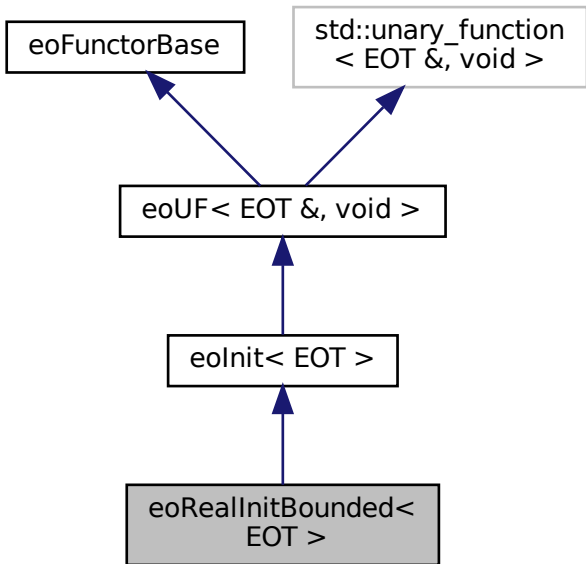 eoFunctorBase
std::unary_function
< EOT &, void >
eoUF< EOT &, void >
eoInit< EOT >
eoRealInitBounded<
EOT >